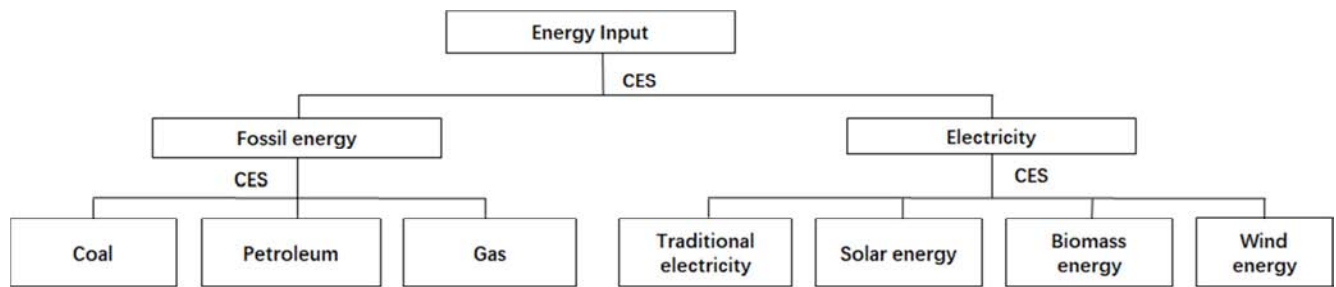 Energy Input
CES
Fossil energy
Electricity
CES
CES
Coal
Petroleum
Gas
Traditional
electricity
Solar energy
Biomass
energy
Wind
energy